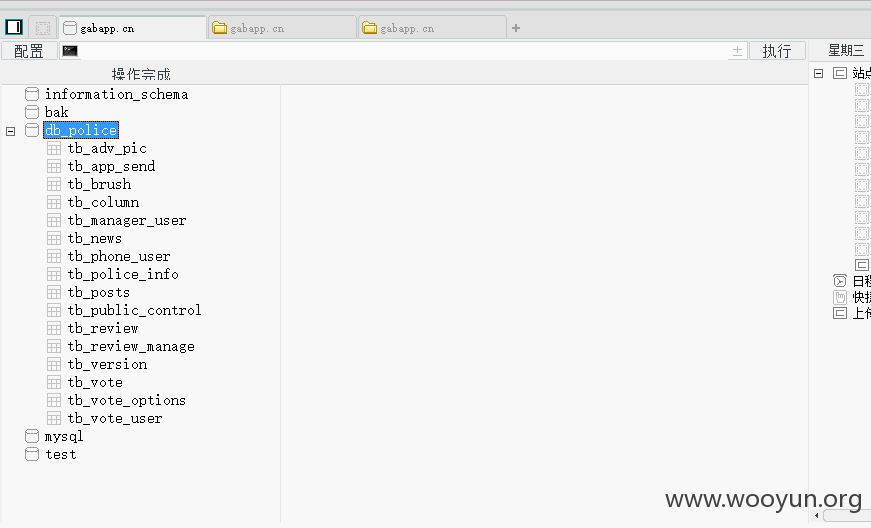 gabapp.cn
gabapp.cn
gabapp.cn
配置
执行
星期三
操作完成
站点
information_schema
bak
db_police
tb_adv_pic
tb_app_send
tb_brush
tb_column
tb_manager_user
tb_news
tb_phone_user
tb_police_info
tb_posts
tb_public_control
tb_review
tb_review_manage
tb_version
tb_vote
tb_vote_options
tb_vote_user
mysql
test
日程
快捷
上传
www.wooyun.org